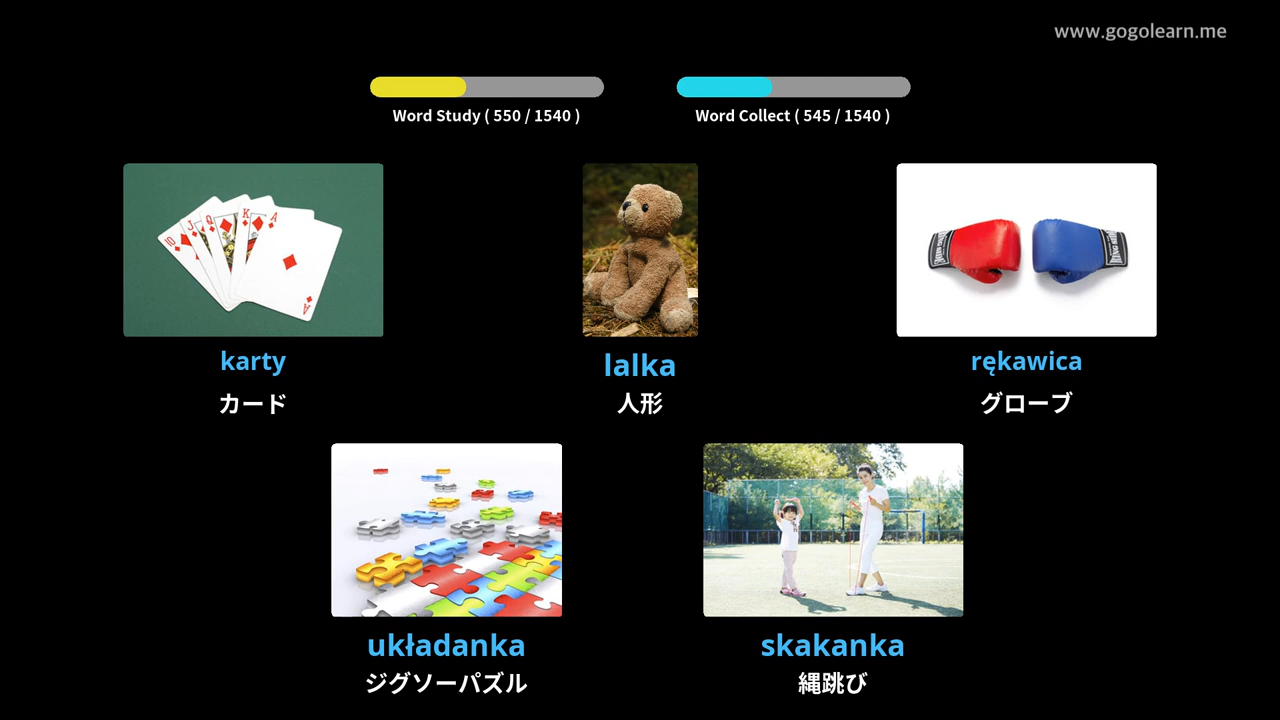 www.gogolearn.me
Word Study ( 550 / 1540 )
Word Collect ( 545 / 1540 )
10 J Q K A
A
karty
カード
lalka
人形
rękawica
グローブ
układanka
ジグソーパズル
skakanka
縄跳び